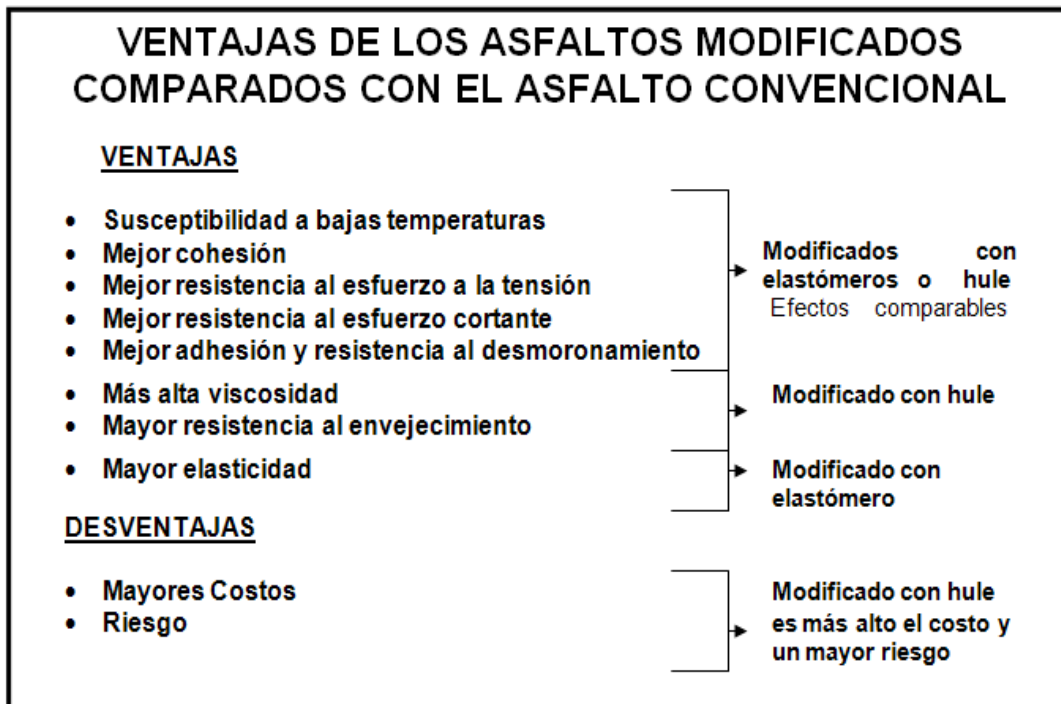 VENTAJAS DE LOS ASFALTOS MODIFICADOS
COMPARADOS CON EL ASFALTO CONVENCIONAL
VENTAJAS
• Susceptibilidad a bajas temperaturas
• Mejor cohesión
• Mejor resistencia al esfuerzo a la tensión
• Mejor resistencia al esfuerzo cortante
• Mejor adhesión y resistencia al desmoronamiento
Modificados con
elastómeros o hule
Efectos comparables
• Más alta viscosidad
• Mayor resistencia al envejecimiento
Modificado con hule
• Mayor elasticidad
Modificado con
elastómero
DESVENTAJAS
• Mayores Costos
• Riesgo
Modificado con hule
es más alto el costo y
un mayor riesgo